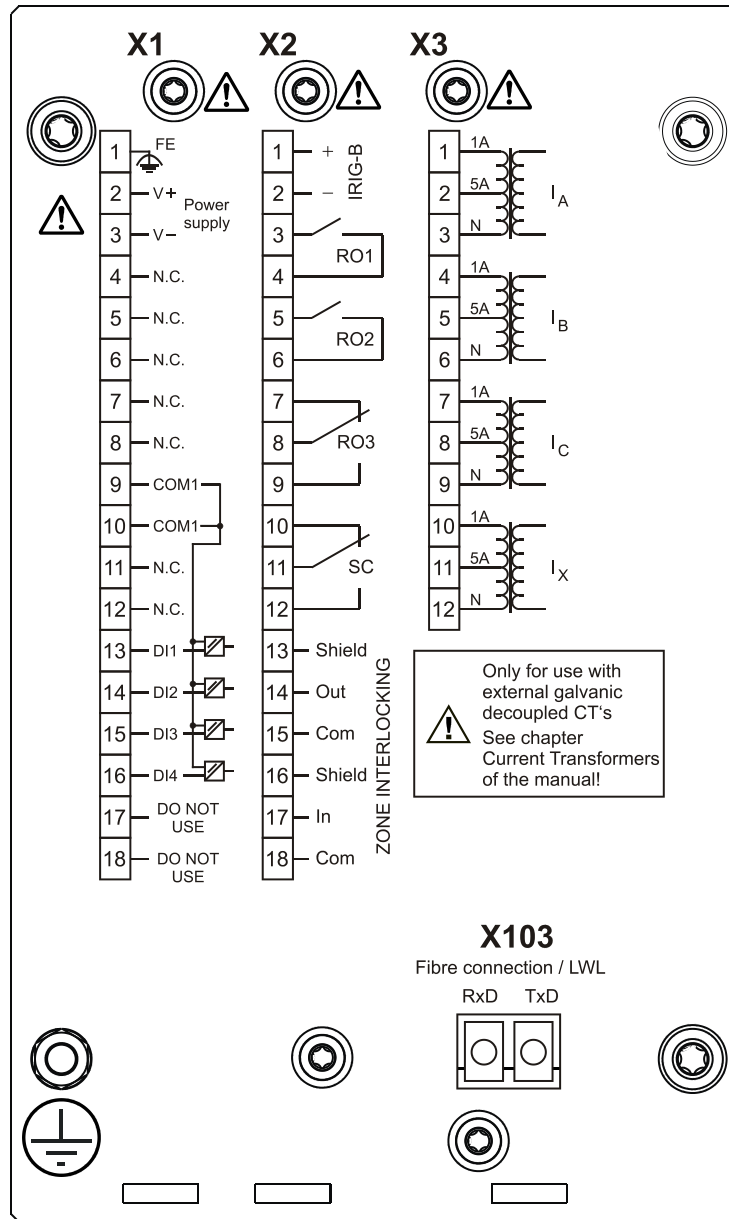 X1
X2
X3
1
FE
2
V+
Power
supply
3
V−
4
N.C.
5
N.C.
6
N.C.
7
N.C.
8
N.C.
9
COM1
10
COM1
11
N.C.
12
N.C.
13
DI1
14
DI2
15
DI3
16
DI4
17
DO NOT
USE
18
DO NOT
USE
1
+
2
−
IRIG-B
3
4
RO1
5
6
RO2
7
8
RO3
9
10
11
SC
12
13
Shield
14
Out
15
Com
16
Shield
17
In
18
Com
ZONE INTERLOCKING
1
1A
2
5A
3
N
IA
4
1A
5
5A
6
N
IB
7
1A
8
5A
9
N
IC
10
1A
11
5A
12
N
IX
Only for use with
external galvanic
decoupled CT‘s
See chapter
Current Transformers
of the manual!
X103
Fibre connection / LWL
RxD TxD